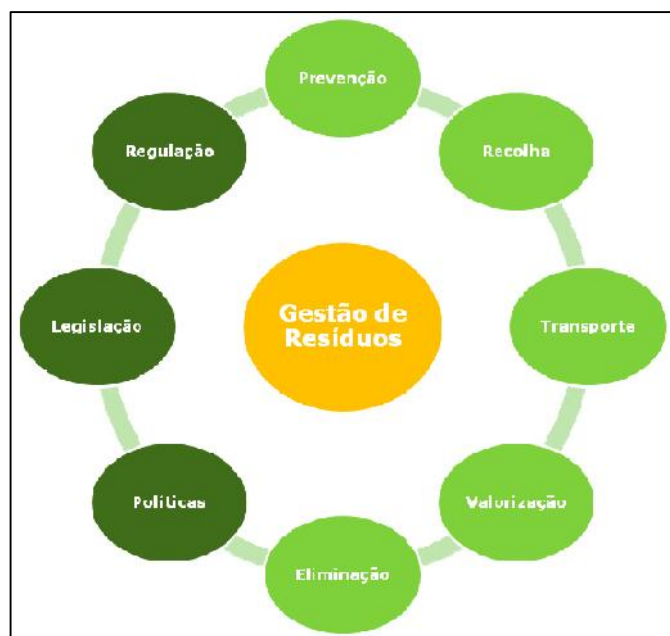 Prevenção
Recolha
Transporte
Valorização
Eliminação
Políticas
Legislação
Regulação
Gestão de
Resíduos